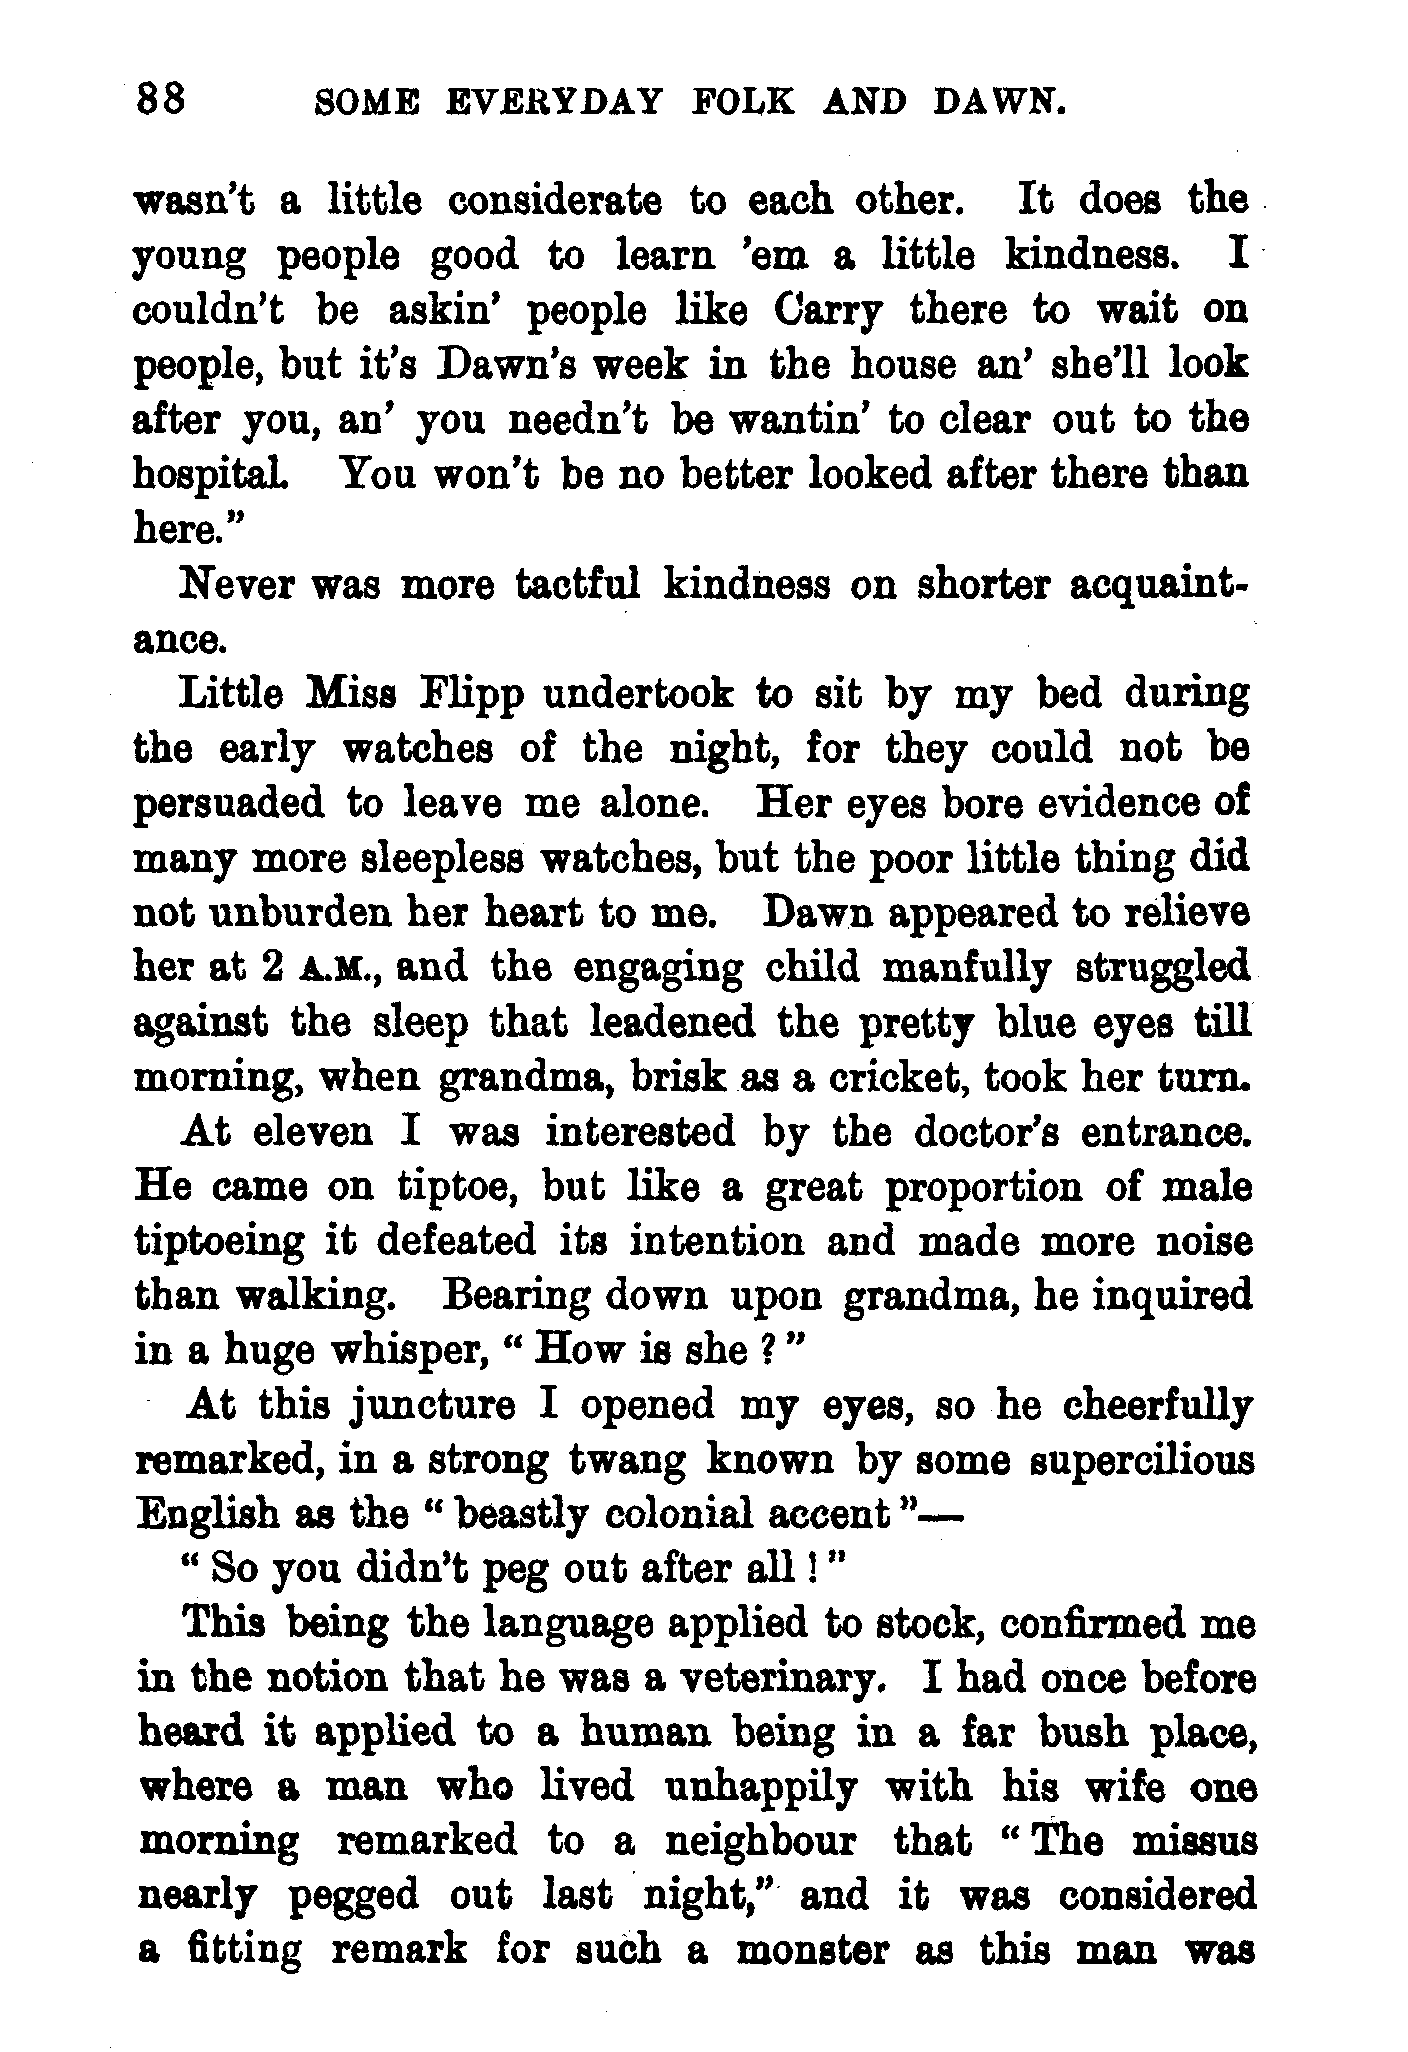 88 SOME EVERYDAY FOLK AND DAWN.
wasn't a little considerate to each other. It does the
young people good to learn 'em a little kindness. I
couldn't be askin' people like Carry there to wait on
people, but it's Dawn's week in the house an' she'll look
after you, an' you needn't be wantin' to clear out to the
hospital. You won't be no better looked after there than
here."
Never was more tactful kindness on shorter acquaint-
ance.
Little Miss Flipp undertook to sit by my bed during
the early watches of the night, for they could not be
persuaded to leave me alone. Her eyes bore evidence of
many more sleepless watches, but the poor little thing did
not unburden her heart to me. Dawn appeared to relieve
her at 2 A.M., and the engaging child manfully struggled
against the sleep that leadened the pretty blue eyes till
morning, when grandma, brisk as a cricket, took her turn.
At eleven I was interested by the doctor's entrance.
He came on tiptoe, but like a great proportion of male
tiptoeing it defeated its intention and made more noise
than walking. Bearing down upon grandma, he inquired
in a huge whisper, "How is she?"
At this juncture I opened my eyes, so he cheerfully
remarked, in a strong twang known by some supercilious
English as the "beastly colonial accent"—
"So you didn't peg out after all!"
This being the language applied to stock, confirmed me
in the notion that he was a veterinary. I had once before
heard it applied to a human being in a far bush place,
where a man who lived unhappily with his wife one
morning remarked to a neighbour that "The missus
nearly pegged out last night," and it was considered
a fitting remark for such a monster as this man was